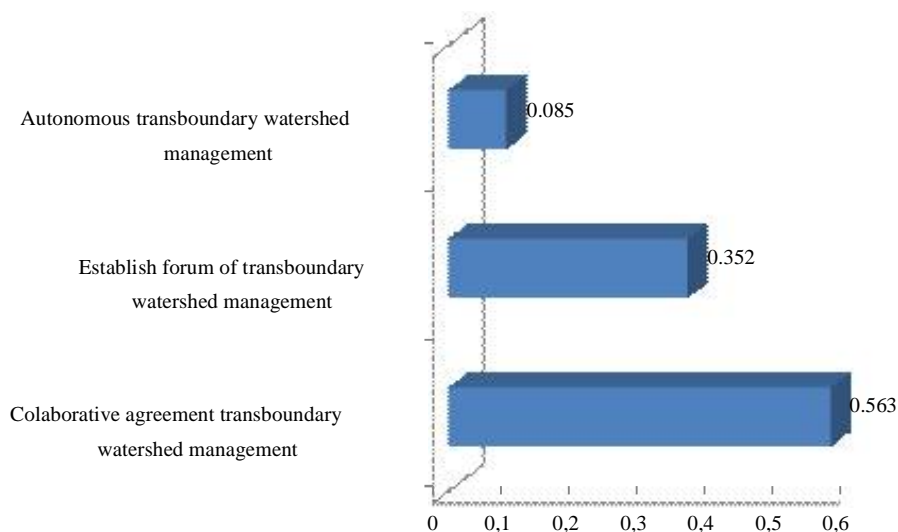 Autonomous transboundary watershed
management
0.085
Establish forum of transboundary
watershed management
0.352
Colaborative agreement transboundary
watershed management
0.563
0 0,1 0,2 0,3 0,4 0,5 0,6